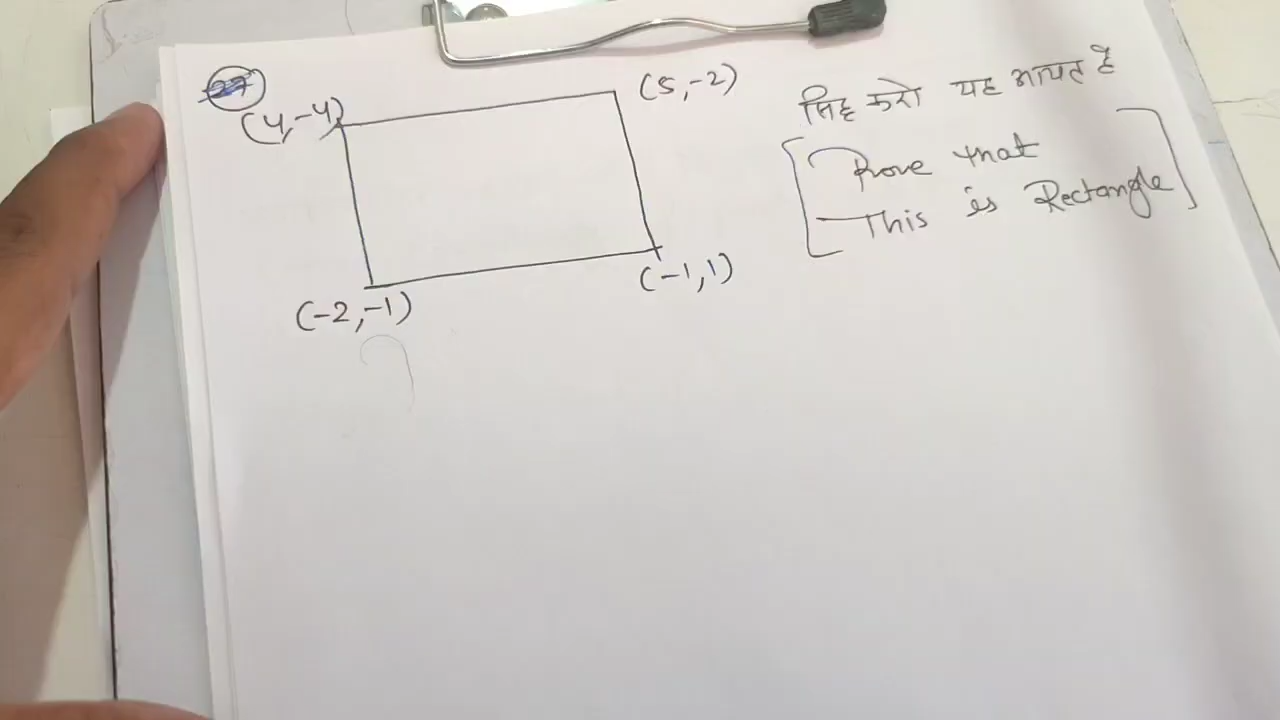 27
(4,-4)
(5,-2)
(-2,-1)
(-1,1)
सिद्ध करो यह आयत है
Prove that
This is Rectangle